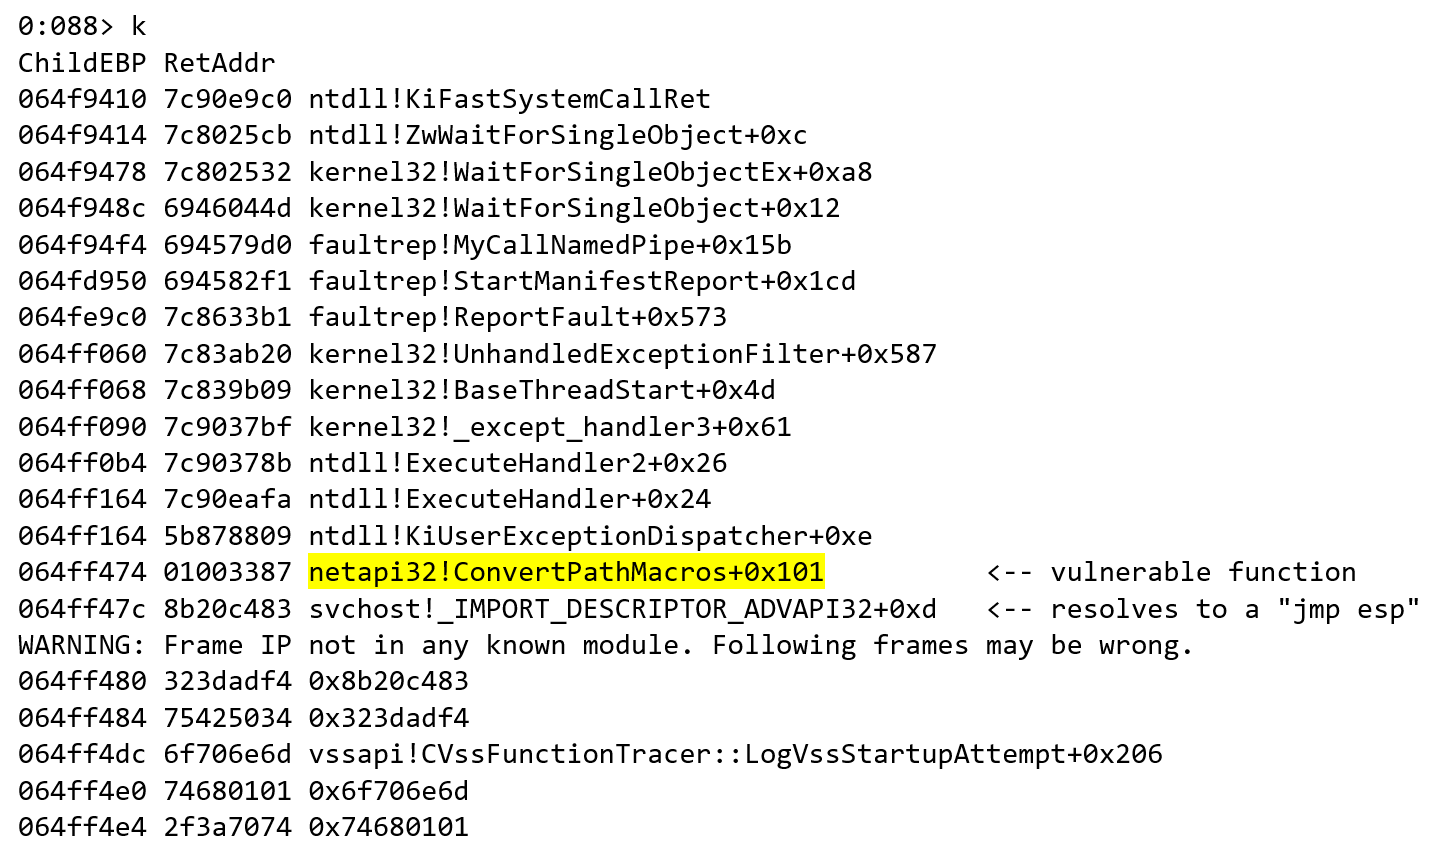 0:088> k
ChildEBP RetAddr
064f9410 7c90e9c0 ntdll!KiFastSystemCallRet
064f9414 7c8025cb ntdll!ZwWaitForSingleObject+0xc
064f9478 7c802532 kernel32!WaitForSingleObjectEx+0xa8
064f948c 6946044d kernel32!WaitForSingleObject+0x12
064f94f4 694579d0 faultrep!MyCallNamedPipe+0x15b
064fd950 694582f1 faultrep!StartManifestReport+0x1cd
064fe9c0 7c8633b1 faultrep!ReportFault+0x573
064ff060 7c83ab20 kernel32!UnhandledExceptionFilter+0x587
064ff068 7c839b09 kernel32!BaseThreadStart+0x4d
064ff090 7c9037bf kernel32!_except_handler3+0x61
064ff0b4 7c90378b ntdll!ExecuteHandler2+0x26
064ff164 7c90eafa ntdll!ExecuteHandler+0x24
064ff164 5b878809 ntdll!KiUserExceptionDispatcher+0xe
064ff474 01003387 netapi32!ConvertPathMacros+0x101          <-- vulnerable function
064ff47c 8b20c483 svchost!_IMPORT_DESCRIPTOR_ADVAPI32+0xd   <-- resolves to a "jmp esp"
WARNING: Frame IP not in any known module. Following frames may be wrong.
064ff480 323dadf4 0x8b20c483
064ff484 75425034 0x323dadf4
064ff4dc 6f706e6d vssapi!CVssFunctionTracer::LogVssStartupAttempt+0x206
064ff4e0 74680101 0x6f706e6d
064ff4e4 2f3a7074 0x74680101